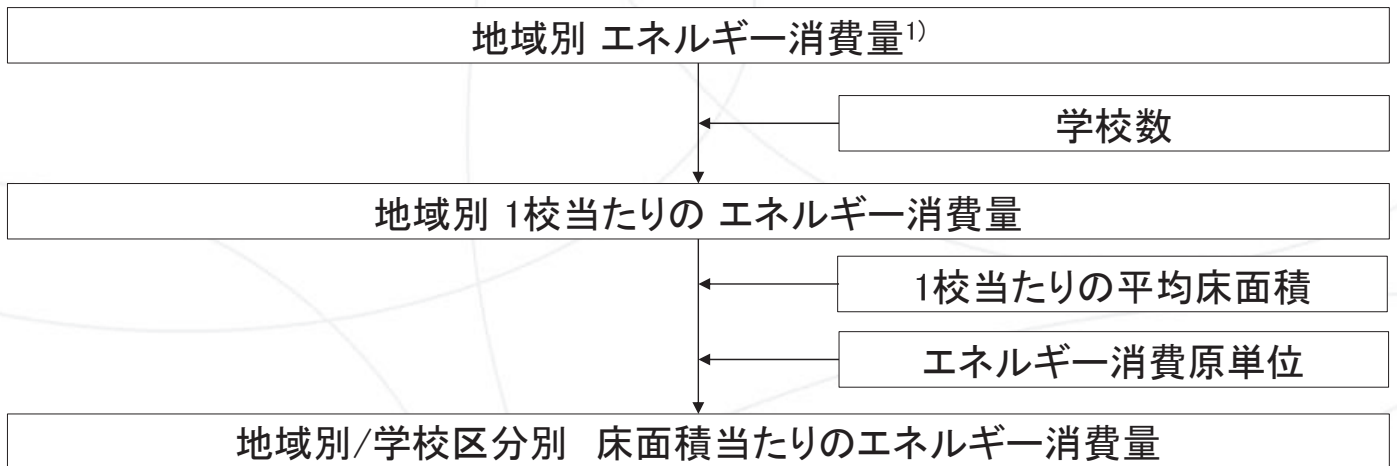 地域別 エネルギー消費量1)
学校数
地域別 1校当たりの エネルギー消費量
1校当たりの平均床面積
エネルギー消費原単位
地域別/学校区分別　床面積当たりのエネルギー消費量